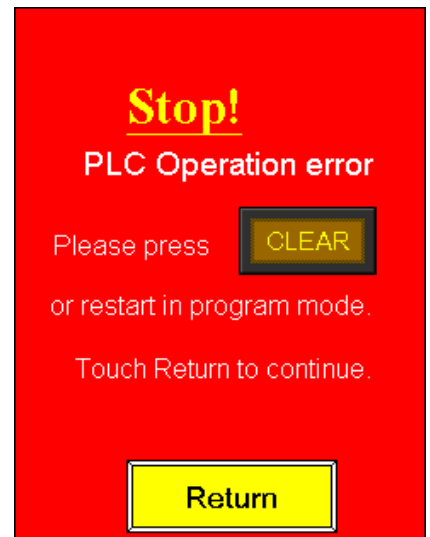 Stop!
PLC Operation error
Please press CLEAR
or restart in program mode.
Touch Return to continue.
Return